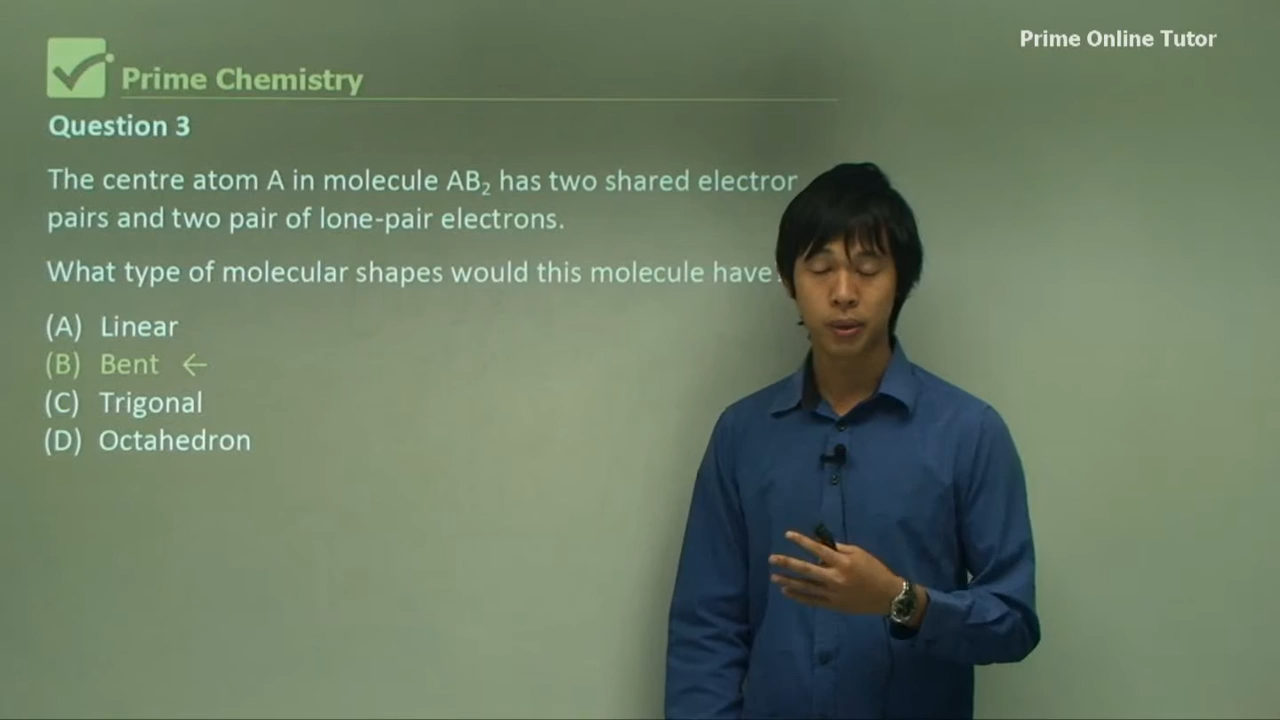 Prime Online Tutor
Prime Chemistry
Question 3
The centre atom A in molecule AB₂ has two shared electron
pairs and two pair of lone-pair electrons.
What type of molecular shapes would this molecule have?
(A) Linear
(B) Bent ←
(C) Trigonal
(D) Octahedron